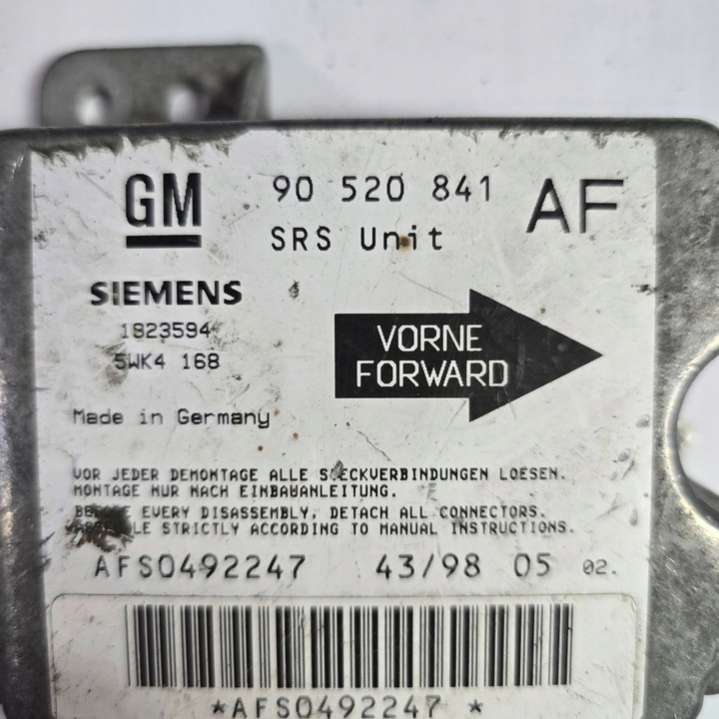 GM 90 520 841 AF
SRS Unit
SIEMENS
1823594
5WK4 168
VORNE
FORWARD
Made in Germany
VOR JEDER DEMONTAGE ALLE STECKVERBINDUNGEN LOESEN.
MONTAGE NUR NACH EINBAUANLEITUNG.
BEFORE EVERY DISASSEMBLY, DETACH ALL CONNECTORS.
ASSEMBLE STRICTLY ACCORDING TO MANUAL INSTRUCTIONS.
AFS0492247 43/98 05 02.
*AFS0492247 *